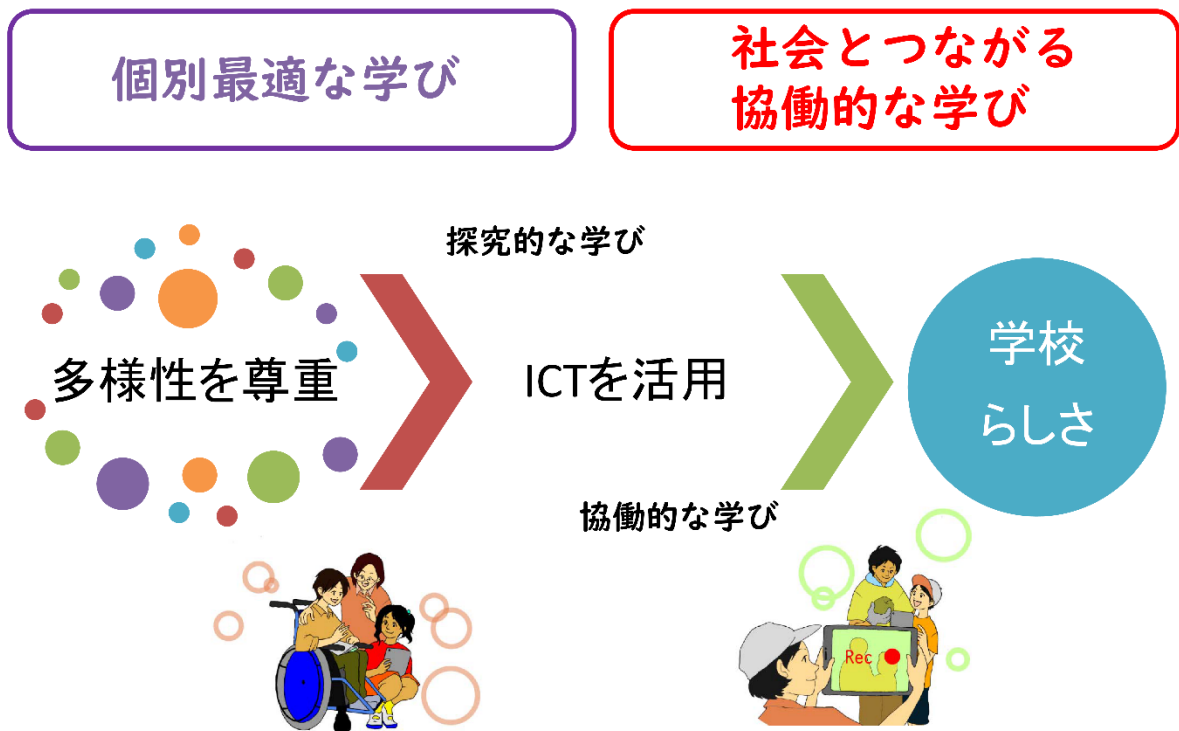 個別最適な学び
社会とつながる
協働的な学び
探究的な学び
多様性を尊重
ICTを活用
学校
らしさ
協働的な学び
Rec